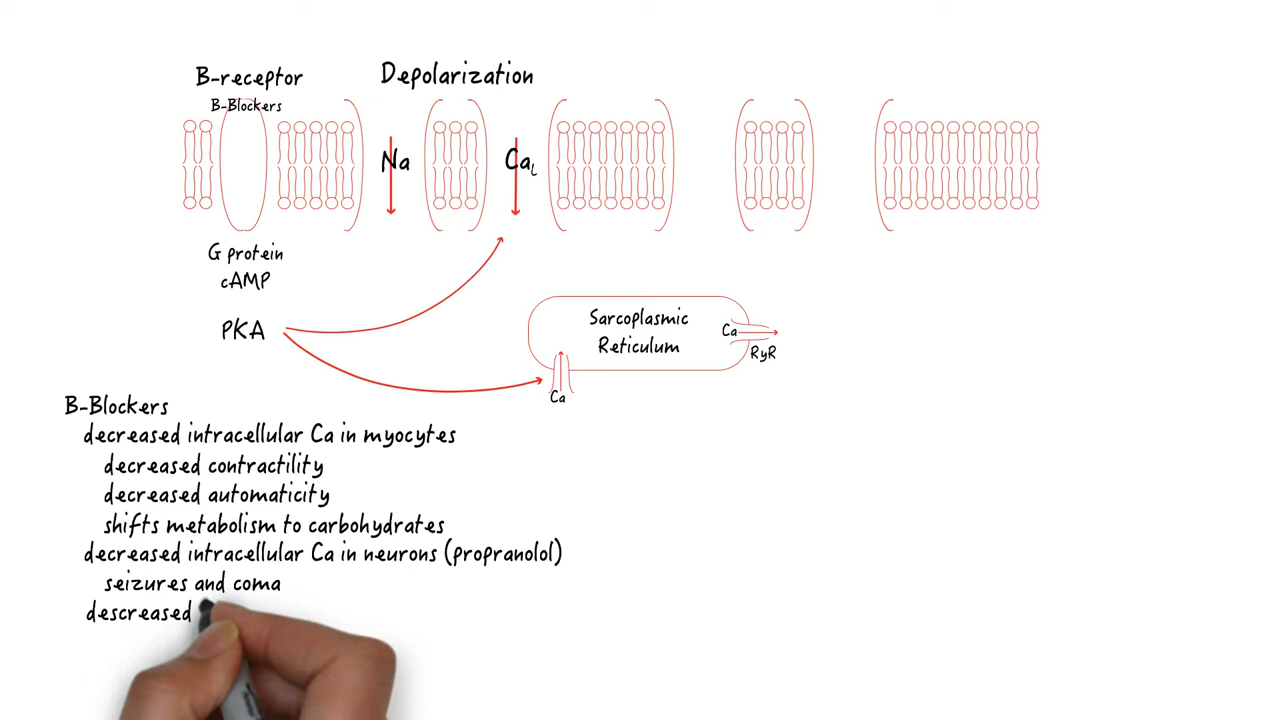 B-receptor
B-Blockers
Depolarization
Na
CaL
G protein
cAMP
PKA
Sarcoplasmic
Reticulum
Ca
RyR
Ca
B-Blockers
decreased intracellular Ca in myocytes
decreased contractility
decreased automaticity
shifts metabolism to carbohydrates
decreased intracellular Ca in neurons (propranolol)
seizures and coma
descreased